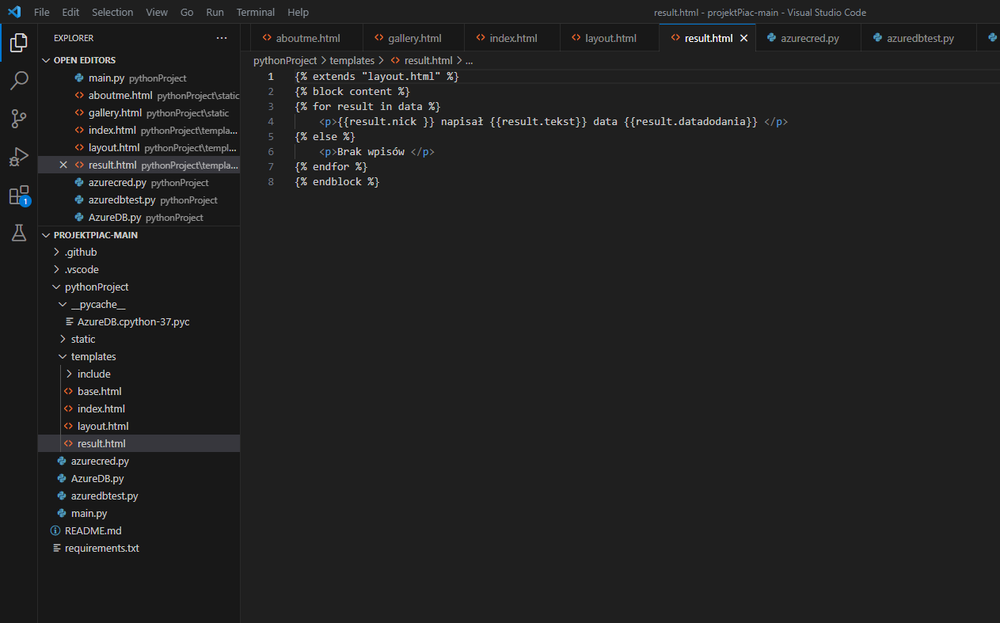 File Edit Selection View Go Run Terminal Help
result.html - projektPiac-main - Visual Studio Code
EXPLORER ...
OPEN EDITORS
main.py pythonProject
aboutme.html pythonProject\static
gallery.html pythonProject\static
index.html pythonProject\templa...
layout.html pythonProject\templ...
result.html pythonProject\templa...
azurecred.py pythonProject
azuredbtest.py pythonProject
AzureDB.py pythonProject
PROJEKTPIAC-MAIN
.github
.vscode
pythonProject
__pycache__
AzureDB.cpython-37.pyc
static
templates
include
base.html
index.html
layout.html
result.html
azurecred.py
AzureDB.py
azuredbtest.py
main.py
README.md
requirements.txt
1
aboutme.html gallery.html index.html layout.html result.html azurecred.py azuredbtest.py
pythonProject > templates > result.html > ...
1 {% extends "layout.html" %}
2 {% block content %}
3 {% for result in data %}
4 <p>{{result.nick }} napisał {{result.tekst}} data {{result.datadodania}} </p>
5 {% else %}
6 <p>Brak wpisów </p>
7 {% endfor %}
8 {% endblock %}